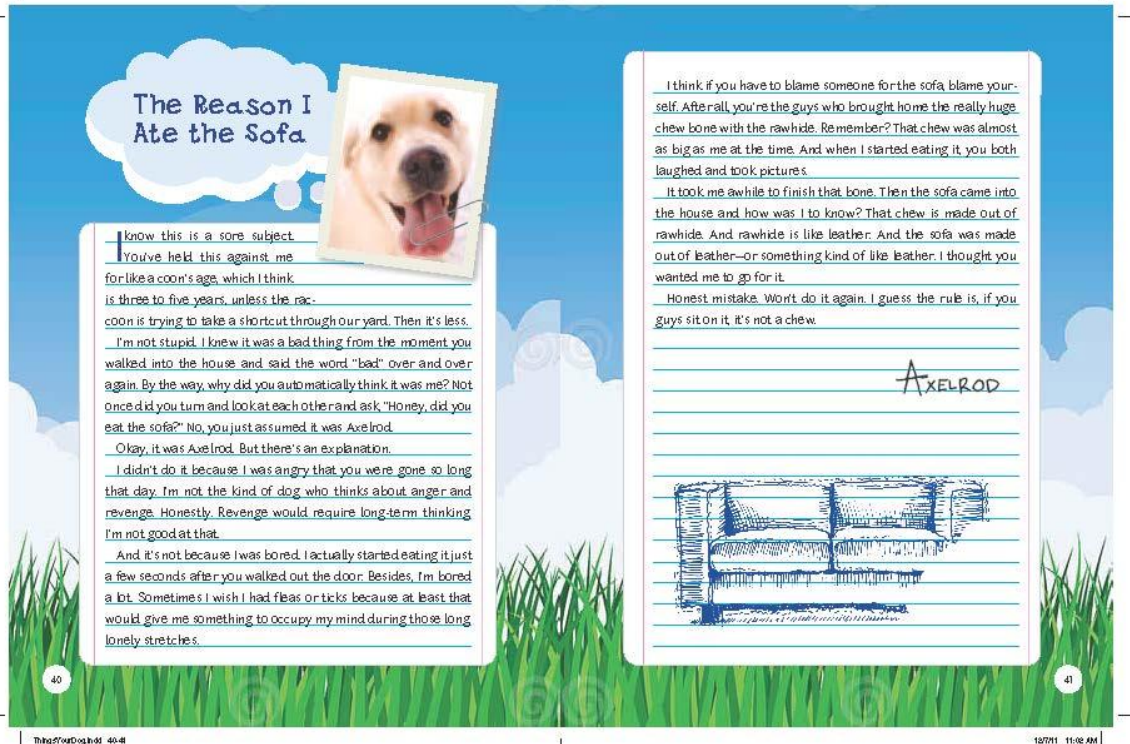 The Reason I
Ate the Sofa
I know this is a sore subject.
You've held this against me
for like a coon's age, which I think
is three to five years, unless the rac-
coon is trying to take a shortcut through our yard. Then it's less.
I'm not stupid. I knew it was a bad thing from the moment you
walked into the house and said the word "bad" over and over
again. By the way, why did you automatically think it was me? Not
once did you turn and look at each other and ask, "Honey, did you
eat the sofa?" No, you just assumed it was Axelrod.
Okay, it was Axelrod. But there's an explanation.
I didn't do it because I was angry that you were gone so long
that day. I'm not the kind of dog who thinks about anger and
revenge. Honestly. Revenge would require long-term thinking.
I'm not good at that.
And it's not because I was bored. I actually started eating it just
a few seconds after you walked out the door. Besides, I'm bored
a lot. Sometimes I wish I had fleas or ticks because at least that
would give me something to occupy my mind during those long
lonely stretches.
40
I think if you have to blame someone for the sofa, blame your-
self. After all, you're the guys who brought home the really huge
chew bone with the rawhide. Remember? That chew was almost
as big as me at the time. And when I started eating it, you both
laughed and took pictures.
It took me awhile to finish that bone. Then the sofa came into
the house and how was I to know? That chew is made out of
rawhide. And rawhide is like leather. And the sofa was made
out of leather—or something kind of like leather. I thought you
wanted me to go for it.
Honest mistake. Won't do it again. I guess the rule is, if you
guys sit on it, it's not a chew.
AXELROD
41
ThingsYourDog.indd 40-41
12/7/11 11:02 AM